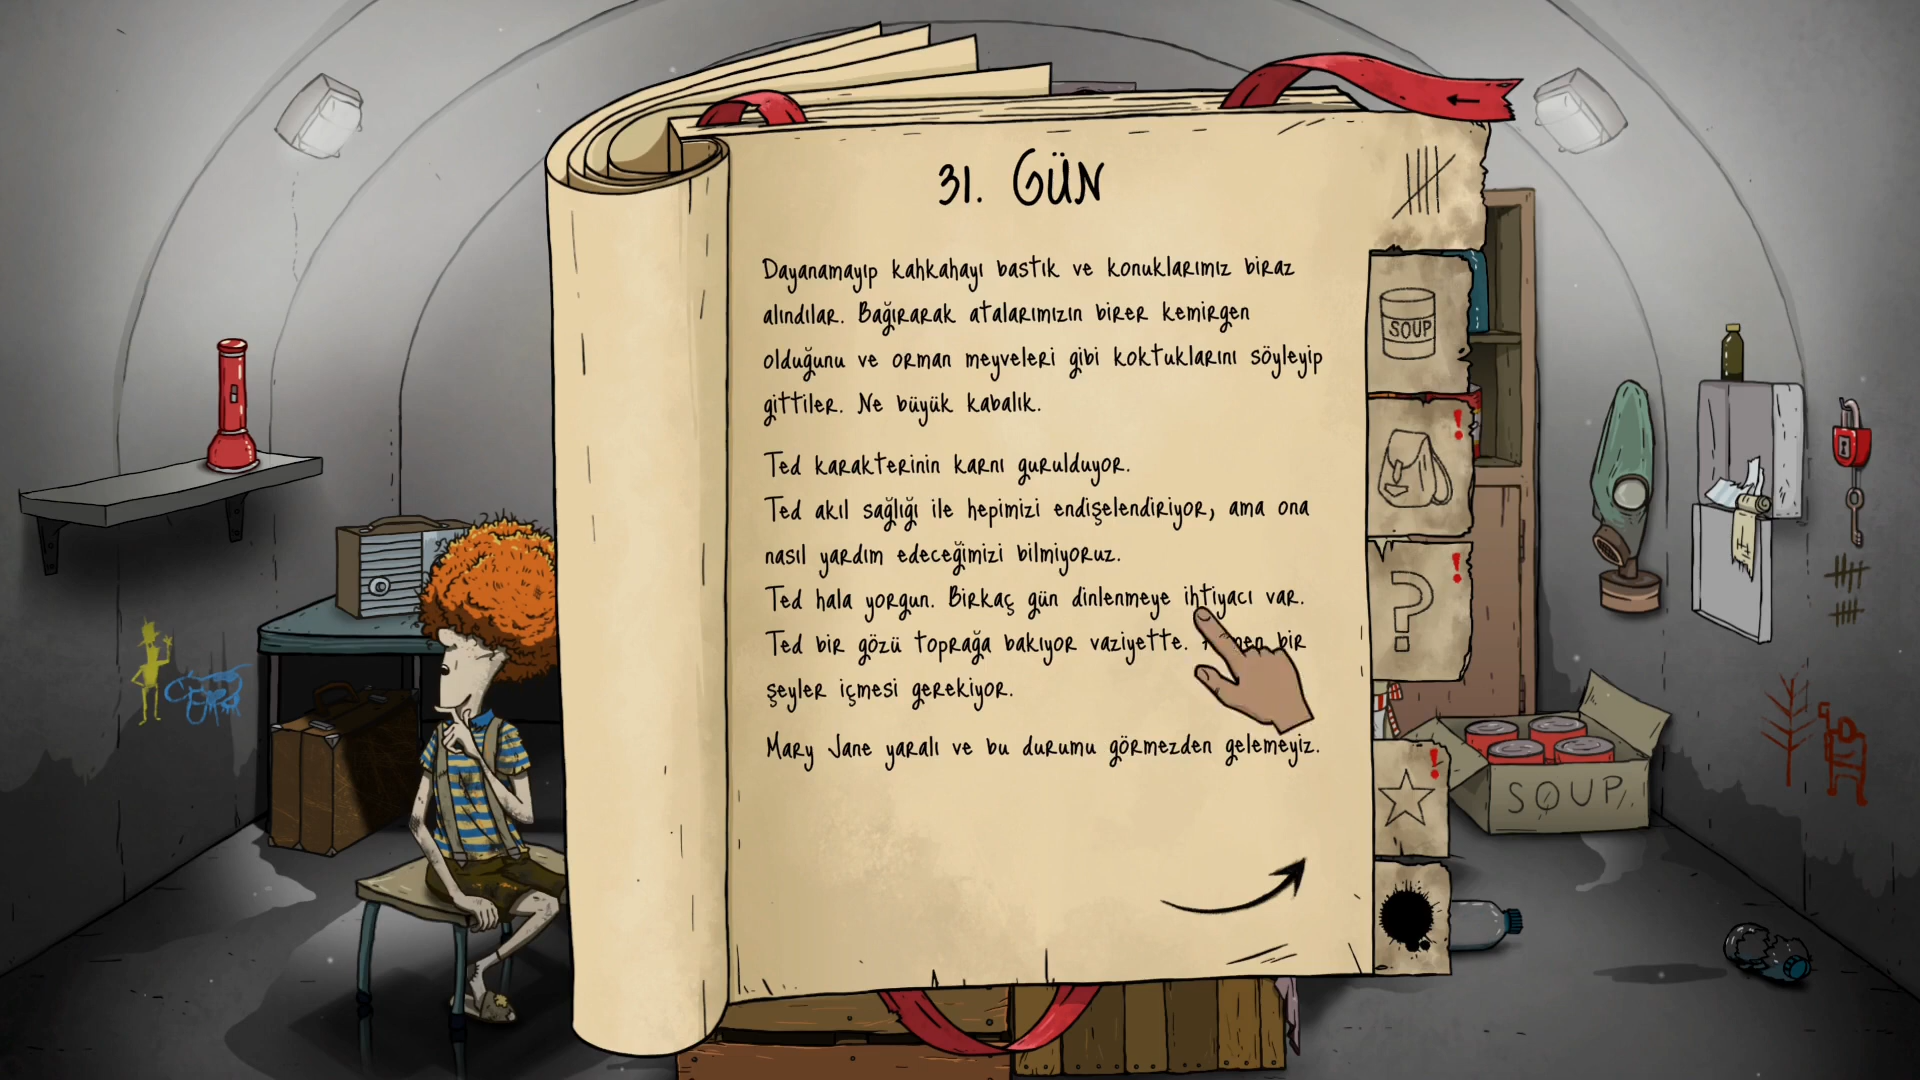 31. GÜN
Dayanamayıp kahkahayı bastık ve konuklarımız biraz
alındılar. Bağırarak atalarımızın birer kemirgen
olduğunu ve orman meyveleri gibi koktuklarını söyleyip
gittiler. Ne büyük kabalık.
Ted karakterinin karnı gurulduyor.
Ted akıl sağlığı ile hepimizi endişelendiriyor, ama ona
nasıl yardım edeceğimizi bilmiyoruz.
Ted hala yorgun. Birkaç gün dinlenmeye ihtiyacı var.
Ted bir gözü toprağa bakıyor vaziyette. bir
şeyler içmesi gerekiyor.
Mary Jane yaralı ve bu durumu görmezden gelemeyiz.
SOUP
!
!
?
!
SOUP